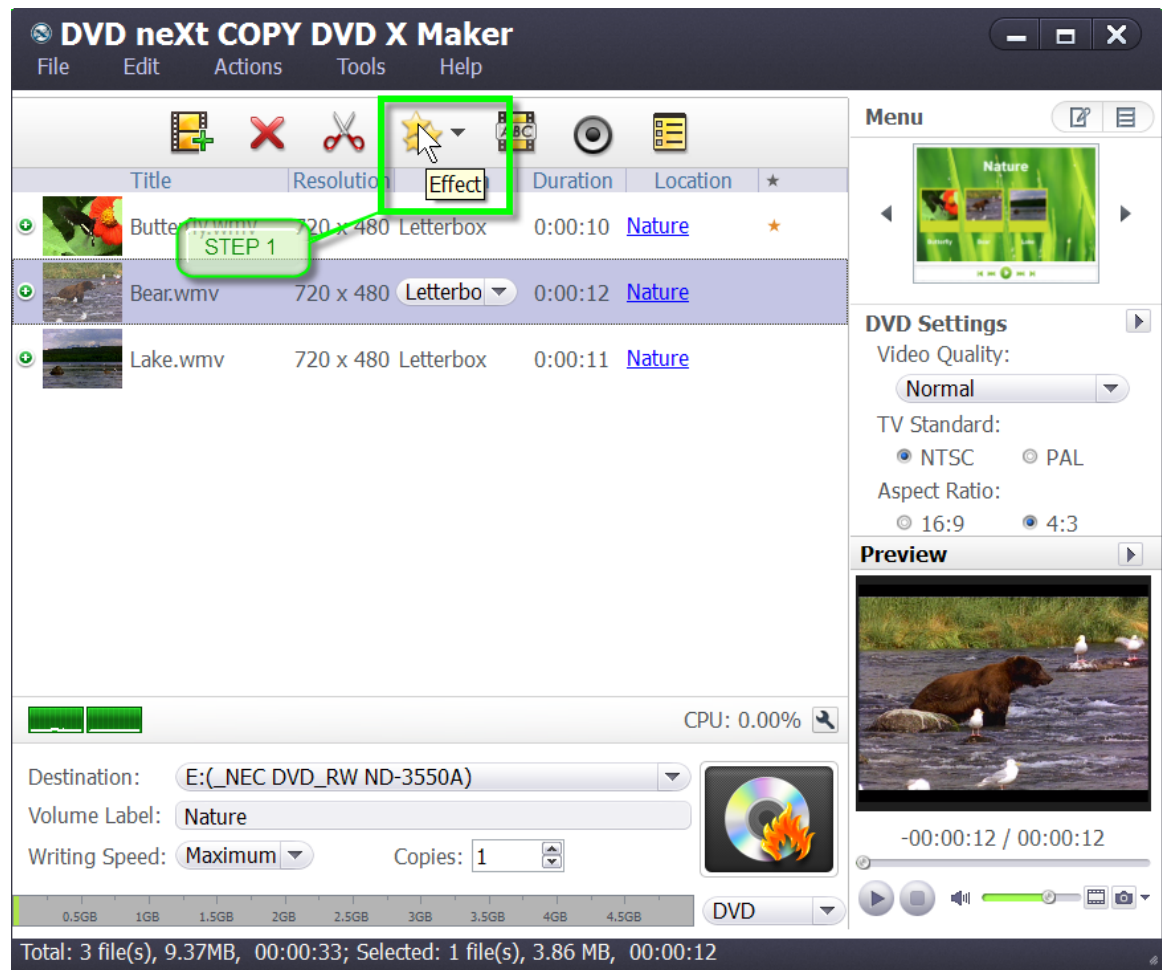 DVD neXt COPY DVD X Maker
File Edit Actions Tools Help
ABC
Effect
Title Resolution Duration Location ★
Butterfly.wmv 720 x 480 Letterbox 0:00:10 Nature ★
STEP 1
Bear.wmv 720 x 480 Letterbo 0:00:12 Nature
Lake.wmv 720 x 480 Letterbox 0:00:11 Nature
CPU: 0.00%
Destination: E:(_NEC DVD_RW ND-3550A)
Volume Label: Nature
Writing Speed: Maximum Copies: 1
0.5GB 1GB 1.5GB 2GB 2.5GB 3GB 3.5GB 4GB 4.5GB DVD
Menu
Nature
Butterfly Bear Lake
DVD Settings
Video Quality:
Normal
TV Standard:
NTSC PAL
Aspect Ratio:
16:9 4:3
Preview
-00:00:12 / 00:00:12
Total: 3 file(s), 9.37MB, 00:00:33; Selected: 1 file(s), 3.86 MB, 00:00:12